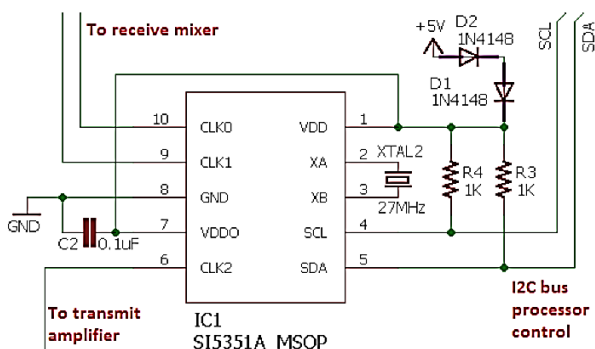 To receive mixer
D2
1N4148
+5V
SCL
SDA
D1
1N4148
10 CLK0 VDD 1
9 CLK1 XA 2 XTAL2
8 GND XB 3 27MHz
R4
1K
R3
1K
GND
C2 0.1uF
7 VDDO SCL 4
6 CLK2 SDA 5
To transmit
amplifier
I2C bus
processor
control
IC1
SI5351A MSOP